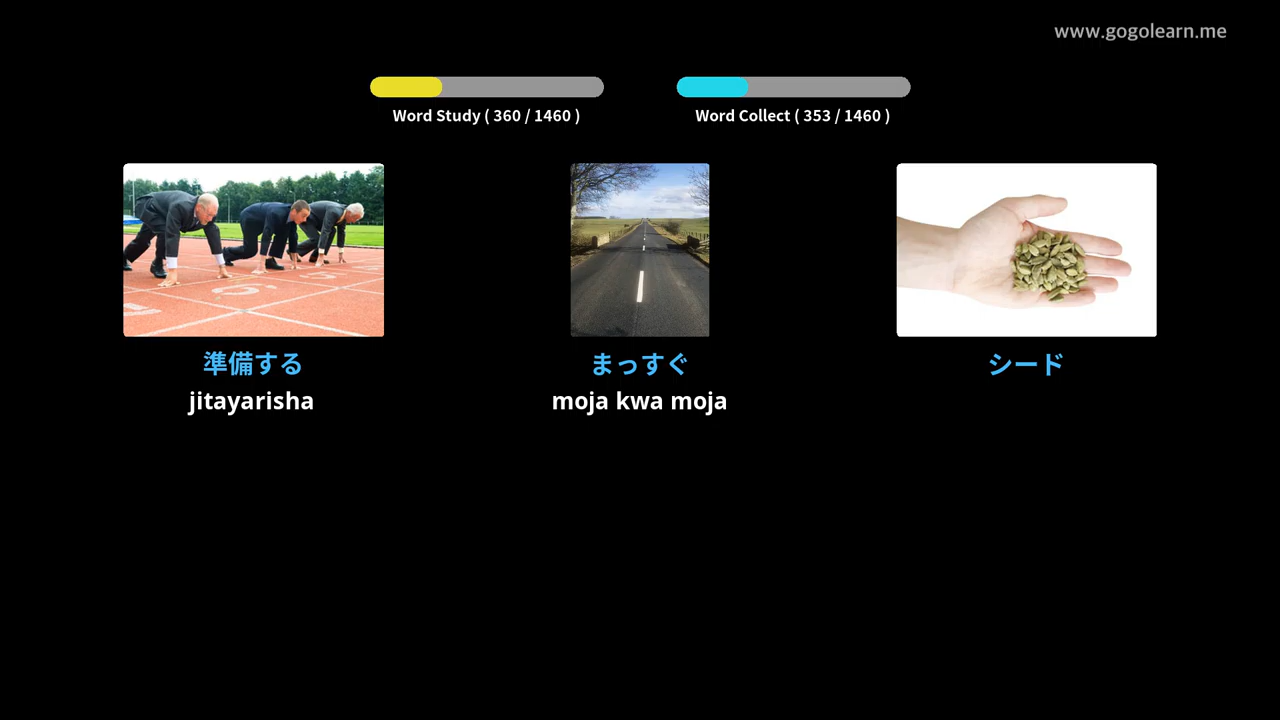 www.gogolearn.me
Word Study ( 360 / 1460 )
Word Collect ( 353 / 1460 )
準備する
jitayarisha
まっすぐ
moja kwa moja
シード